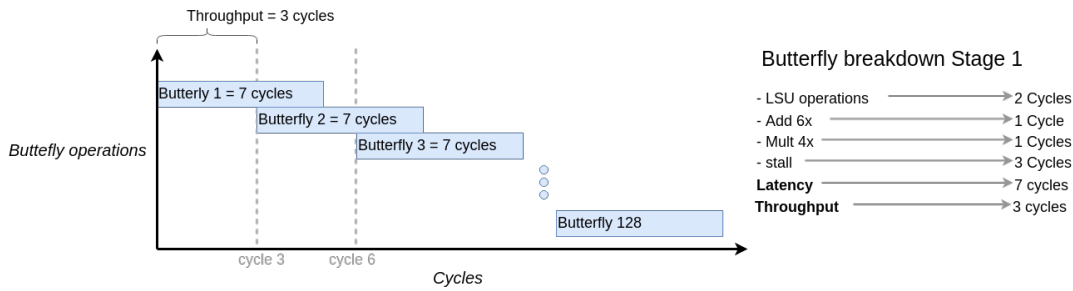 Throughput = 3 cycles
Butterfly breakdown Stage 1
Butterly 1 = 7 cycles
Butterfly 2 = 7 cycles
Butterfly 3 = 7 cycles
Butterfly 128
Buttefly operations
cycle 3
cycle 6
Cycles
- LSU operations 2 Cycles
- Add 6x 1 Cycle
- Mult 4x 1 Cycles
- stall 3 Cycles
Latency 7 cycles
Throughput 3 cycles